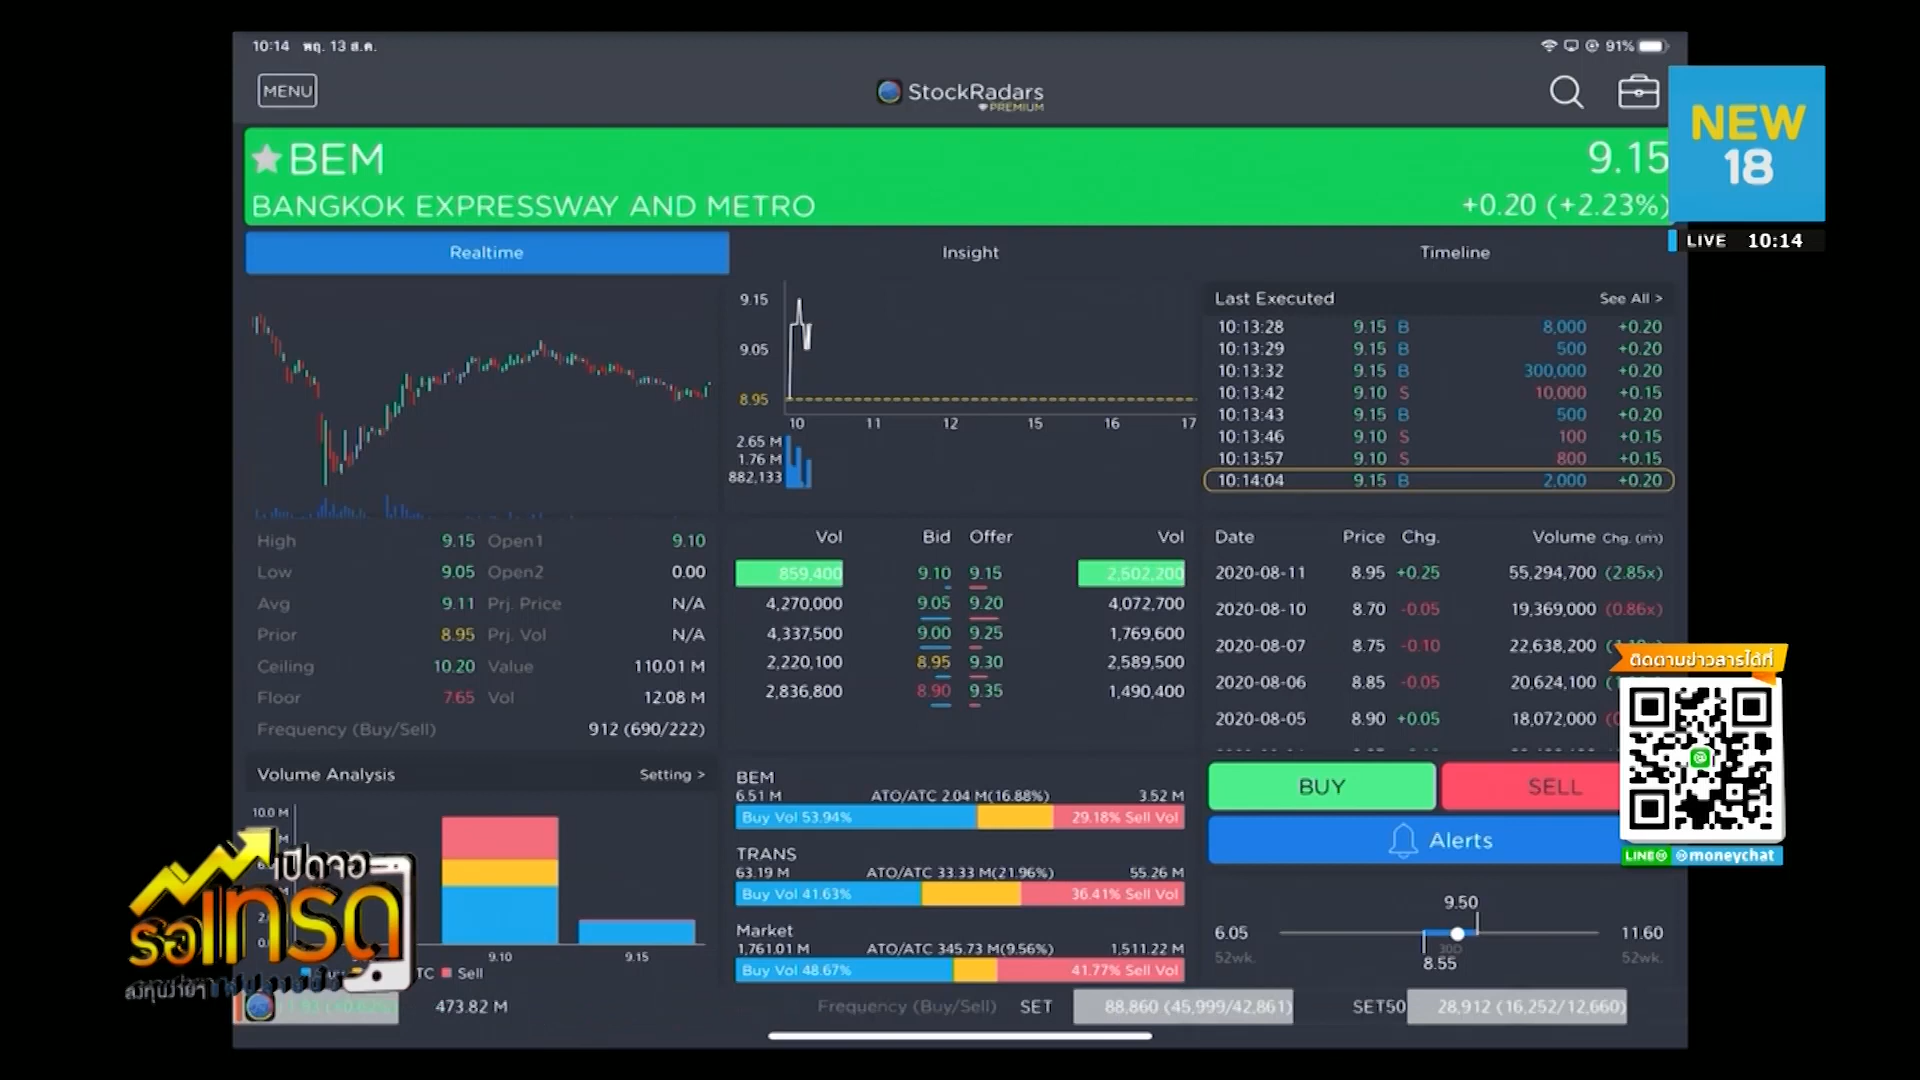 10:14 พฤ. 13 ส.ค.
91%
MENU
StockRadars
PREMIUM
NEW
18
LIVE 10:14
BEM
9.15
BANGKOK EXPRESSWAY AND METRO
+0.20 (+2.23%)
Realtime
Insight
Timeline
9.15
9.05
8.95
10 11 12 15 16 17
2.65 M
1.76 M
882,133
Last Executed See All >
10:13:28 9.15 B 8,000 +0.20
10:13:29 9.15 B 500 +0.20
10:13:32 9.15 B 300,000 +0.20
10:13:42 9.10 S 10,000 +0.15
10:13:43 9.15 B 500 +0.20
10:13:46 9.10 S 100 +0.15
10:13:57 9.10 S 800 +0.15
10:14:04 9.15 B 2,000 +0.20
High 9.15 Open1 9.10
Low 9.05 Open2 0.00
Avg 9.11 Prj. Price N/A
Prior 8.95 Prj. Vol N/A
Ceiling 10.20 Value 110.01 M
Floor 7.65 Vol 12.08 M
Frequency (Buy/Sell) 912 (690/222)
Vol Bid Offer Vol
859,400 9.10 9.15 2,602,200
4,270,000 9.05 9.20 4,072,700
4,337,500 9.00 9.25 1,769,600
2,220,100 8.95 9.30 2,589,500
2,836,800 8.90 9.35 1,490,400
Date Price Chg. Volume Chg. (1m)
2020-08-11 8.95 +0.25 55,294,700 (2.85x)
2020-08-10 8.70 -0.05 19,369,000 (0.86x)
2020-08-07 8.75 -0.10 22,638,200
2020-08-06 8.85 -0.05 20,624,100
2020-08-05 8.90 +0.05 18,072,000
ติดตามข่าวสารได้ที่
LINE@ @moneychat
Volume Analysis Setting >
10.0 M
9.10 9.15
Sell
BEM
6.51 M ATO/ATC 2.04 M(16.88%) 3.52 M
Buy Vol 53.94% 29.18% Sell Vol
TRANS
63.19 M ATO/ATC 33.33 M(21.96%) 55.26 M
Buy Vol 41.63% 36.41% Sell Vol
Market
1,761.01 M ATO/ATC 345.73 M(9.56%) 1,511.22 M
Buy Vol 48.67% 41.77% Sell Vol
BUY
SELL
Alerts
9.50
6.05 11.60
52wk. 30D 52wk.
8.55
เปิดจอ
รอเทรด
473.82 M
Frequency (Buy/Sell) SET 88,860 (45,999/42,861) SET50 28,912 (16,252/12,660)